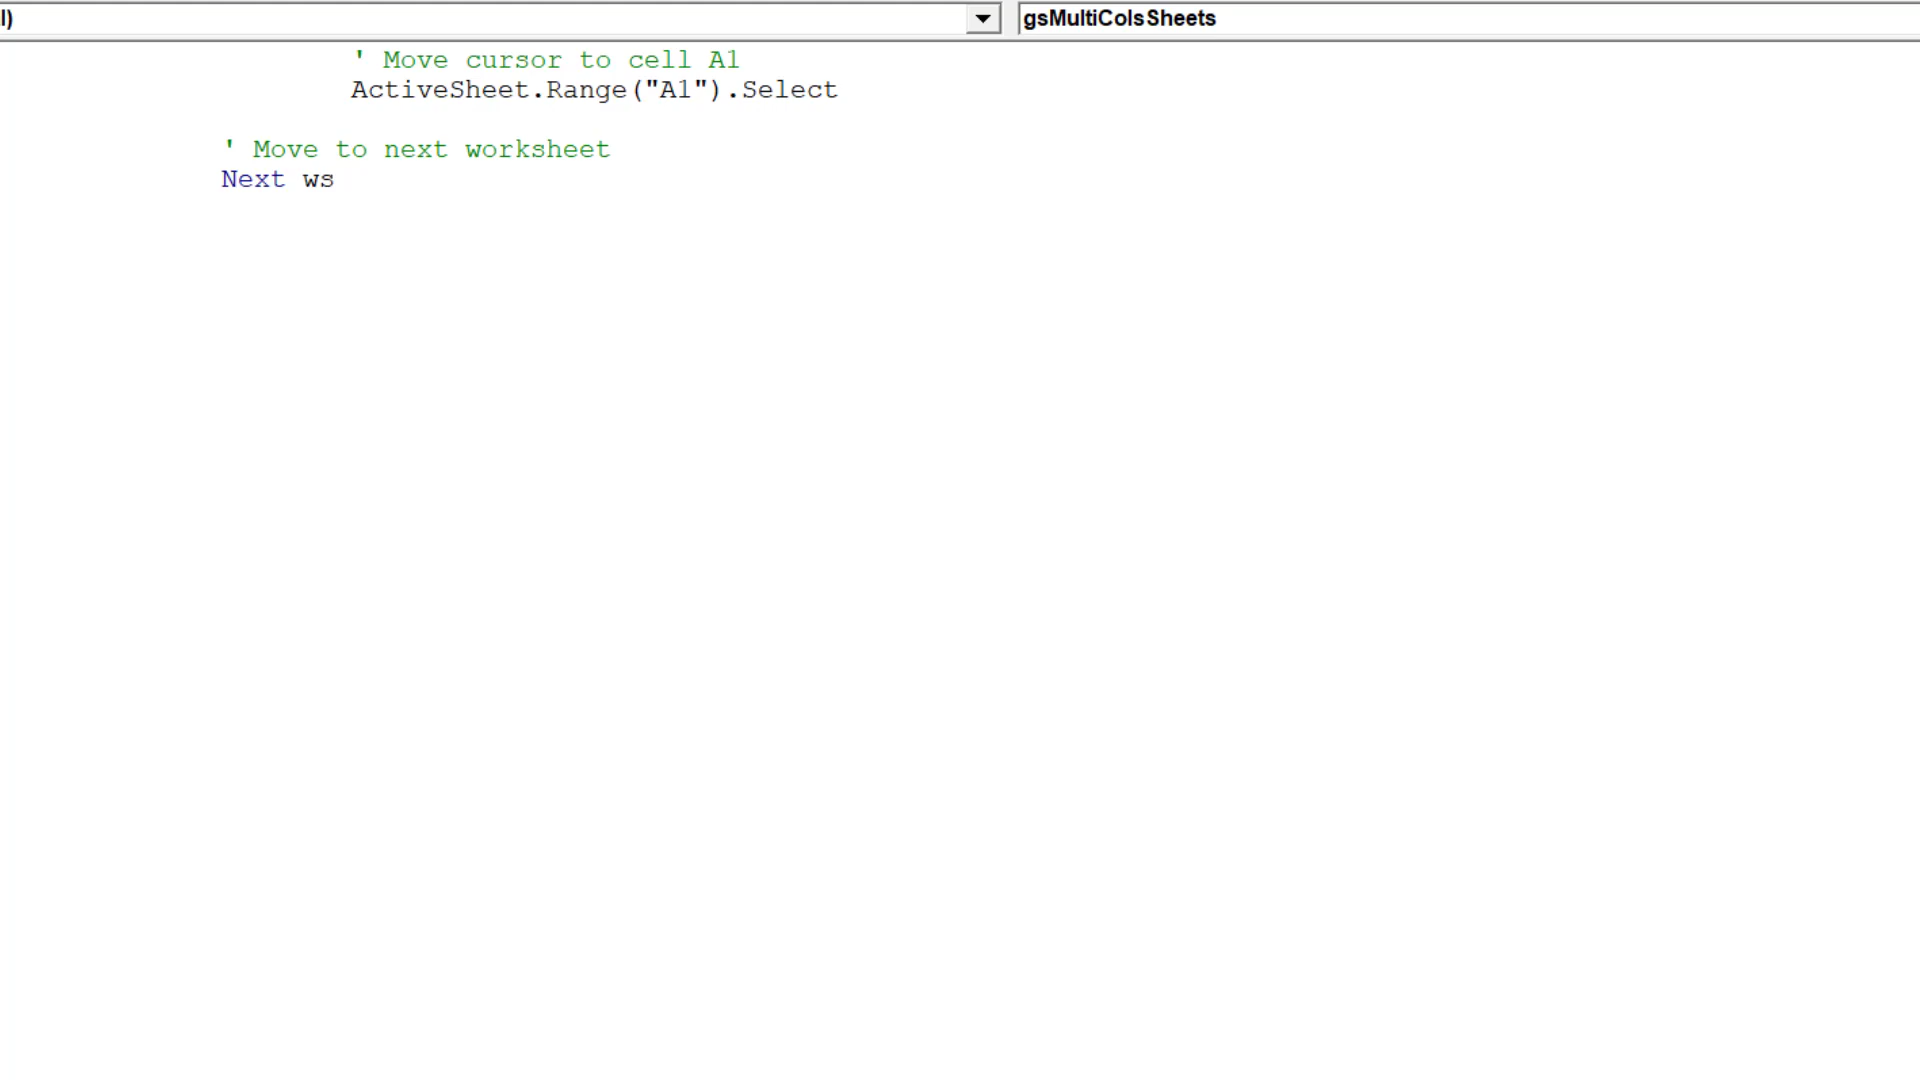 l)
gsMultiColsSheets
' Move cursor to cell A1
ActiveSheet.Range("A1").Select
' Move to next worksheet
Next ws